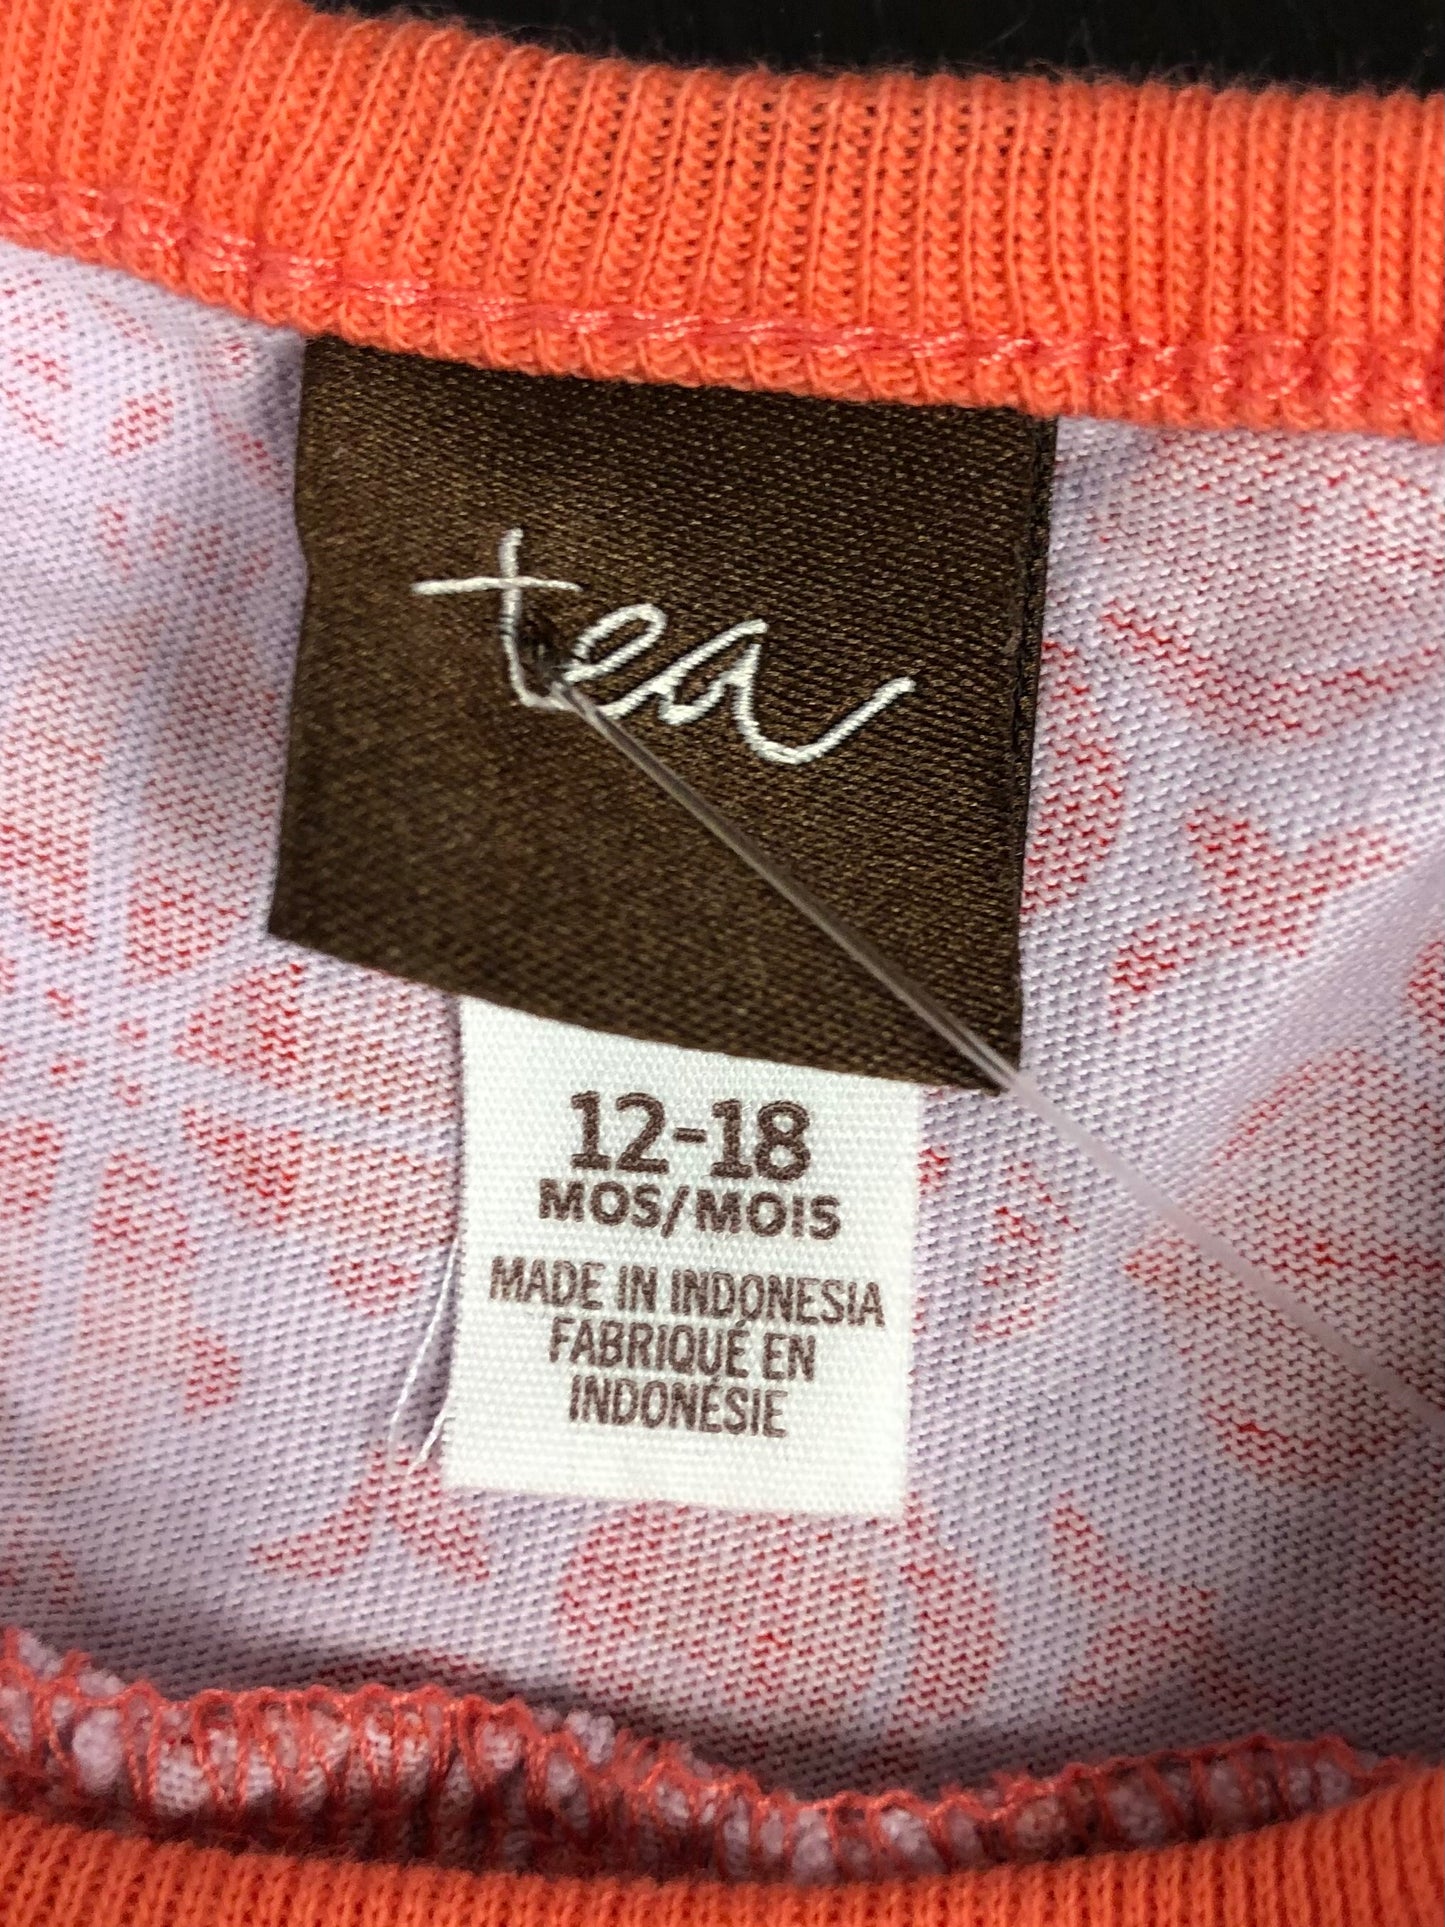 tea
12-18
MOS/MOIS
MADE IN INDONESIA
FABRIQUÉ EN
INDONÉSIE